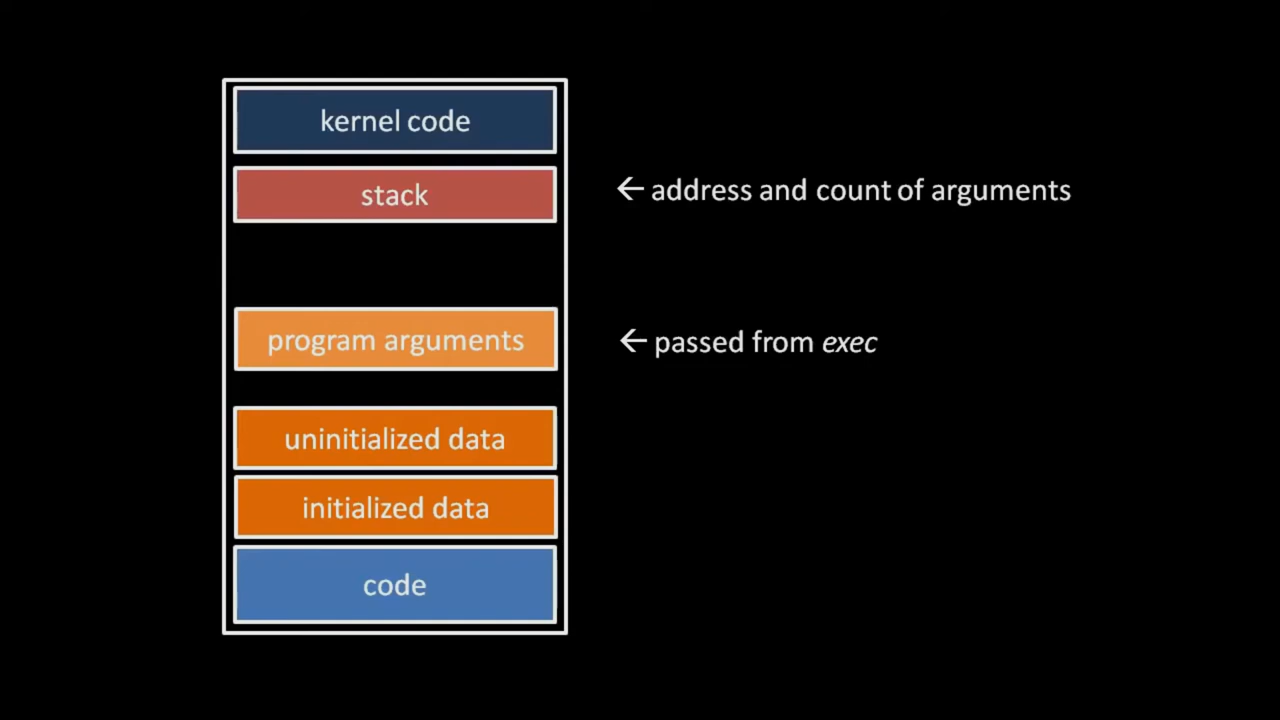 kernel code
stack
← address and count of arguments
program arguments
← passed from exec
uninitialized data
initialized data
code